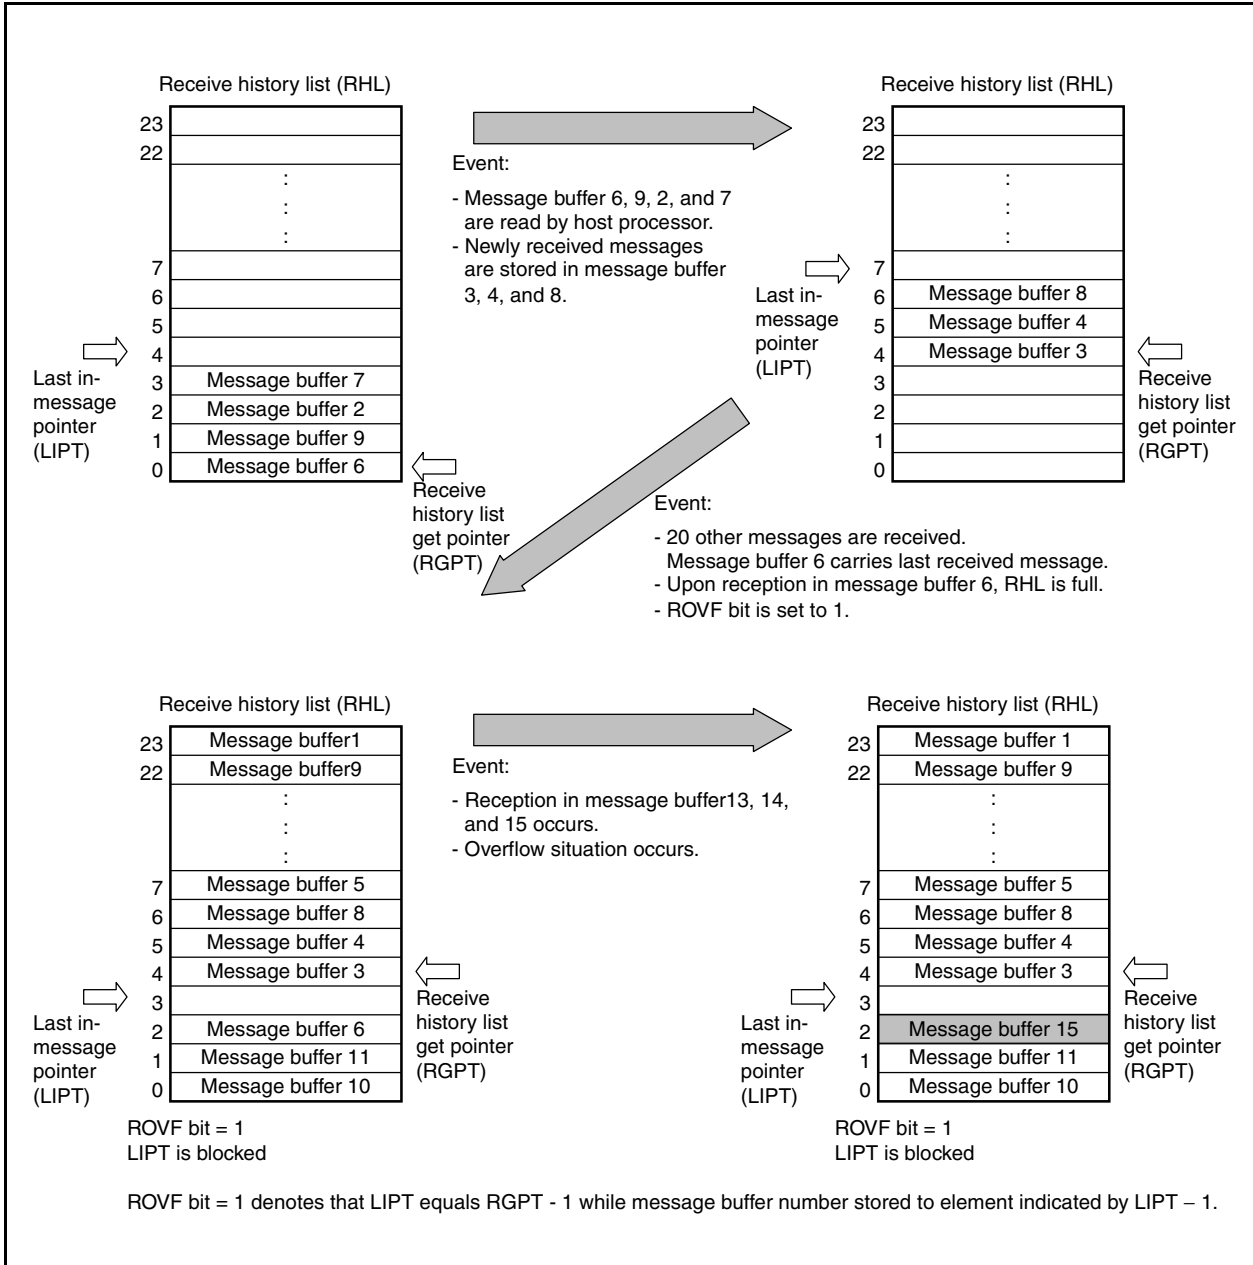 Receive history list (RHL)
23
22
:
:
:
7
6
5
4
3 Message buffer 7
2 Message buffer 2
1 Message buffer 9
0 Message buffer 6
Last in-
message
pointer
(LIPT)
Receive
history list
get pointer
(RGPT)
Event:
- Message buffer 6, 9, 2, and 7
are read by host processor.
- Newly received messages
are stored in message buffer
3, 4, and 8.
Receive history list (RHL)
23
22
:
:
:
7
6 Message buffer 8
5 Message buffer 4
4 Message buffer 3
3
2
1
0
Last in-
message
pointer
(LIPT)
Receive
history list
get pointer
(RGPT)
Event:
- 20 other messages are received.
Message buffer 6 carries last received message.
- Upon reception in message buffer 6, RHL is full.
- ROVF bit is set to 1.
Receive history list (RHL)
23 Message buffer1
22 Message buffer9
:
:
:
7 Message buffer 5
6 Message buffer 8
5 Message buffer 4
4 Message buffer 3
3
2 Message buffer 6
1 Message buffer 11
0 Message buffer 10
Last in-
message
pointer
(LIPT)
Receive
history list
get pointer
(RGPT)
ROVF bit = 1
LIPT is blocked
Event:
- Reception in message buffer13, 14,
and 15 occurs.
- Overflow situation occurs.
Receive history list (RHL)
23 Message buffer 1
22 Message buffer 9
:
:
:
7 Message buffer 5
6 Message buffer 8
5 Message buffer 4
4 Message buffer 3
3
2 Message buffer 15
1 Message buffer 11
0 Message buffer 10
Last in-
message
pointer
(LIPT)
Receive
history list
get pointer
(RGPT)
ROVF bit = 1
LIPT is blocked
ROVF bit = 1 denotes that LIPT equals RGPT - 1 while message buffer number stored to element indicated by LIPT – 1.